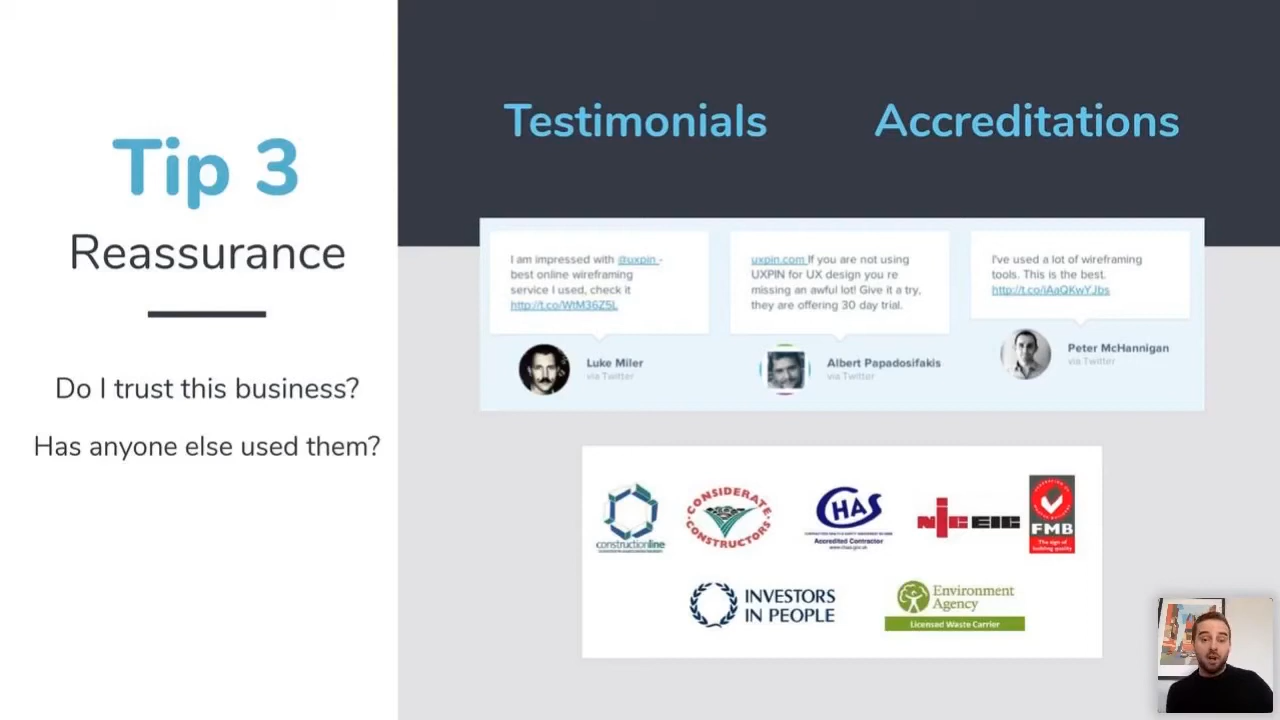 Tip 3
Reassurance
Do I trust this business?
Has anyone else used them?
Testimonials
Accreditations
I am impressed with @uxpin -
best online wireframing
service I used, check it
http://t.co/WtM36Z5L
Luke Miler
via Twitter
uxpin.com If you are not using
UXPIN for UX design you re
missing an awful lot! Give it a try,
they are offering 30 day trial.
Albert Papadosifakis
via Twitter
I've used a lot of wireframing
tools. This is the best.
http://t.co/iAaQKwYJbs
Peter McHannigan
via Twitter
constructionline
CONSIDERATE
CONSTRUCTORS
CHAS
Accredited Contractor
www.chas.gov.uk
NICEIC
FMB
The sign of
building quality
INVESTORS
IN PEOPLE
Environment
Agency
Licensed Waste Carrier